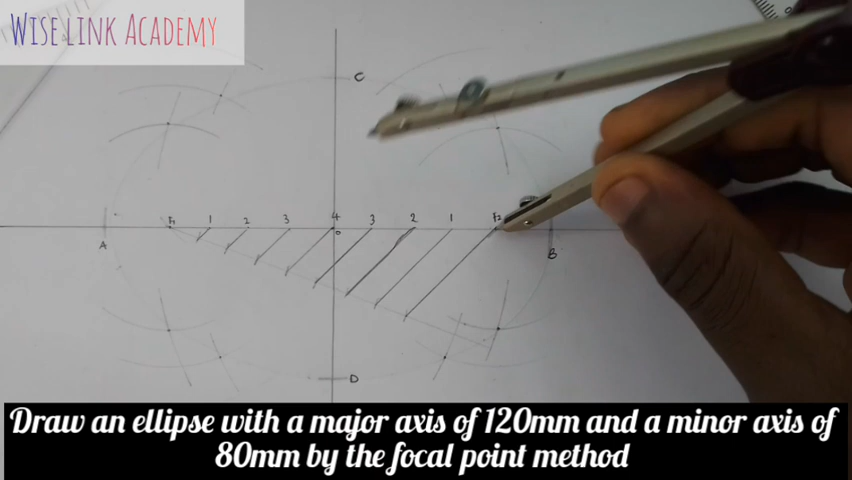 WISE LINK ACADEMY
C
F1 1 2 3 4 3 2 1 F2
O
A B
D
Draw an ellipse with a major axis of 120mm and a minor axis of
80mm by the focal point method